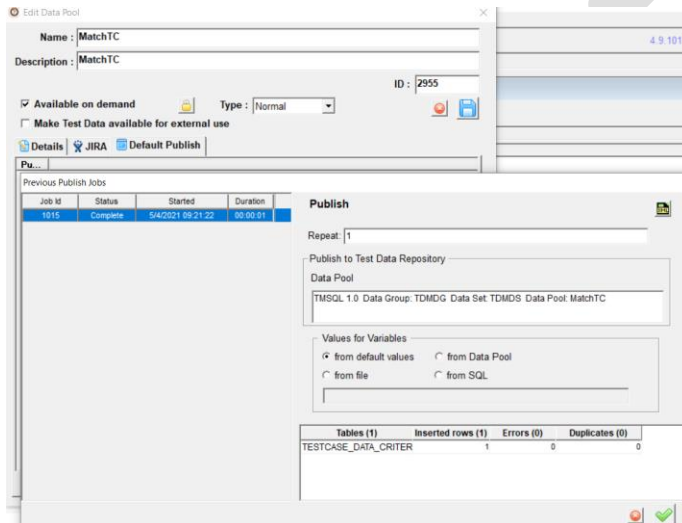 Edit Data Pool
Name : MatchTC
4.9.101
Description : MatchTC
ID : 2955
Available on demand
Type : Normal
Make Test Data available for external use
Details JIRA Default Publish
Pu...
Previous Publish Jobs
Job Id Status Started Duration
1015 Complete 5/4/2021 09:21:22 00:00:01
Publish
Repeat: 1
Publish to Test Data Repository
Data Pool
TMSQL 1.0 Data Group: TDMDG Data Set: TDMDS Data Pool: MatchTC
Values for Variables
from default values from Data Pool
from file from SQL
Tables (1) Inserted rows (1) Errors (0) Duplicates (0)
TESTCASE_DATA_CRITER 1 0 0